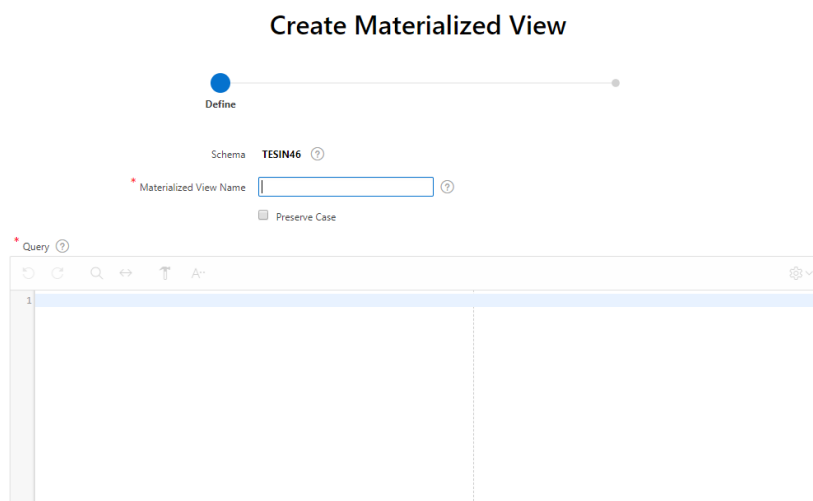 Create Materialized View
Define
Schema TESIN46 ?
* Materialized View Name ?
Preserve Case
* Query ?
A··
1